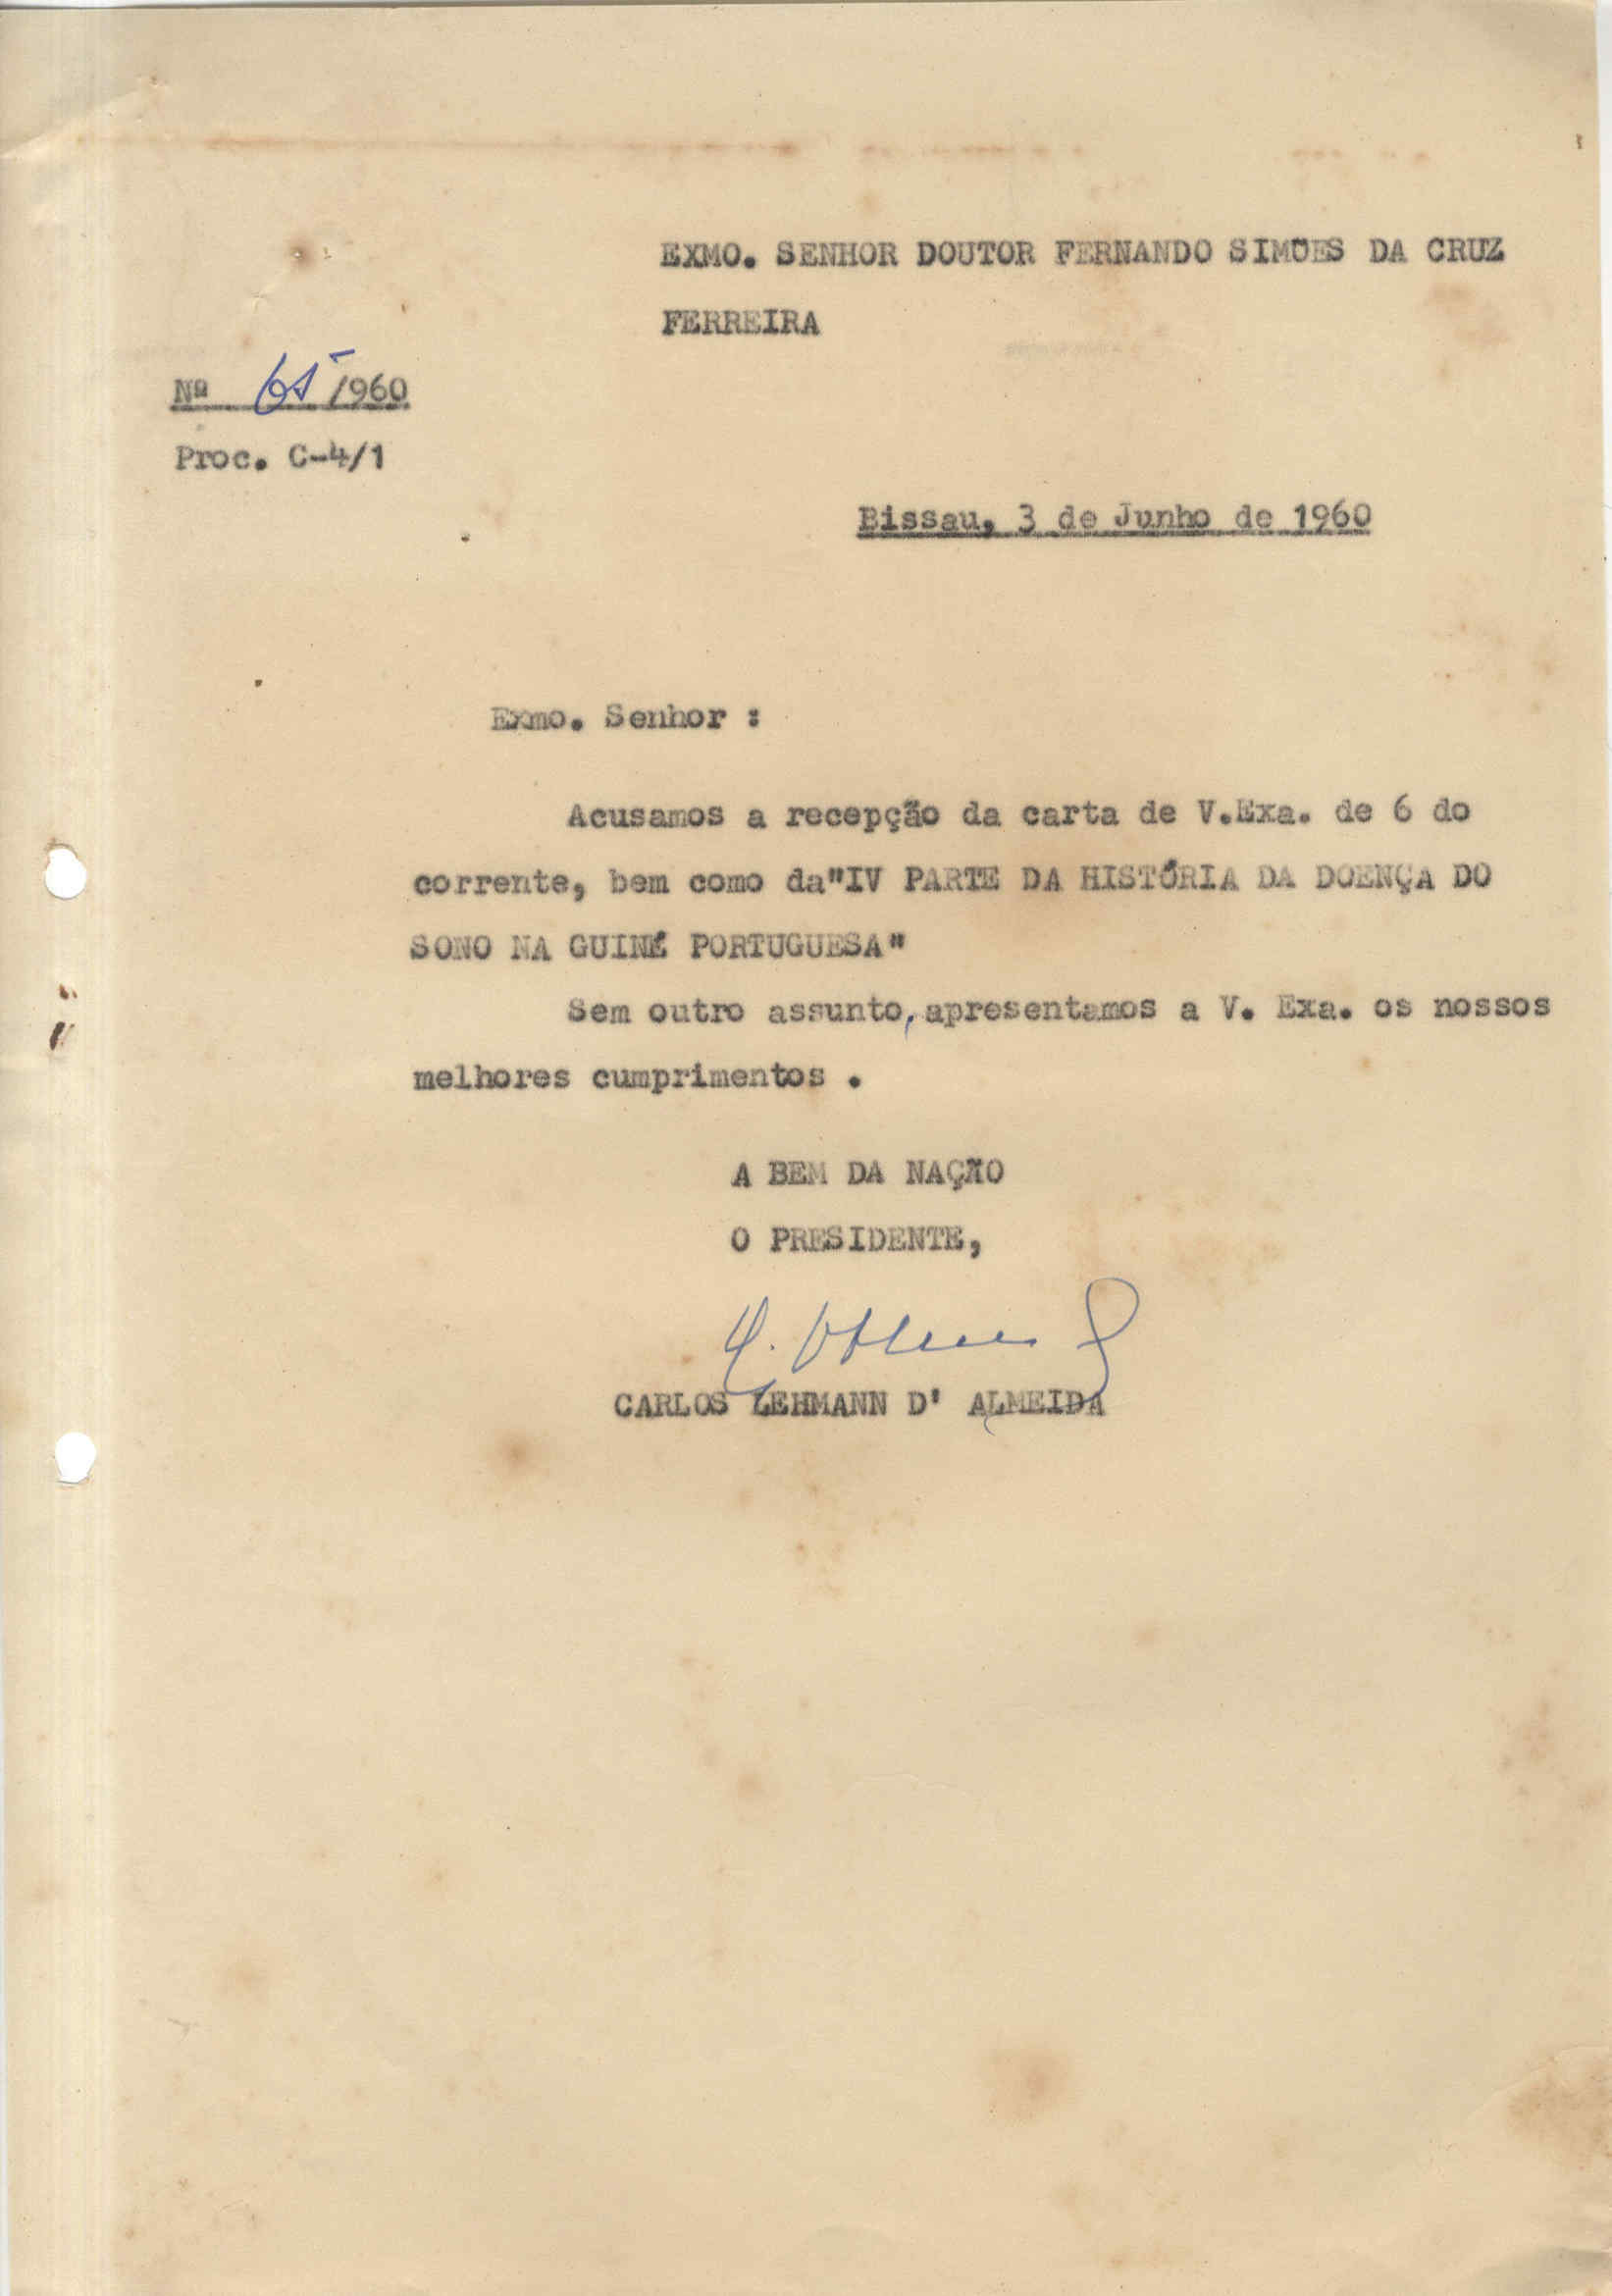 EXMO. SENHOR DOUTOR FERNANDO SIMÕES DA CRUZ
FERREIRA
Nº 65/960
Proc. C-4/1
Bissau, 3 de Junho de 1960
Exmo. Senhor :
Acusamos a recepção da carta de V.Exa. de 6 do
corrente, bem como da"IV PARTE DA HISTÓRIA DA DOENÇA DO
SONO NA GUINÉ PORTUGUESA"
Sem outro assunto, apresentamos a V. Exa. os nossos
melhores cumprimentos .
A BEM DA NAÇÃO
O PRESIDENTE,
CARLOS LEHMANN D' ALMEIDA